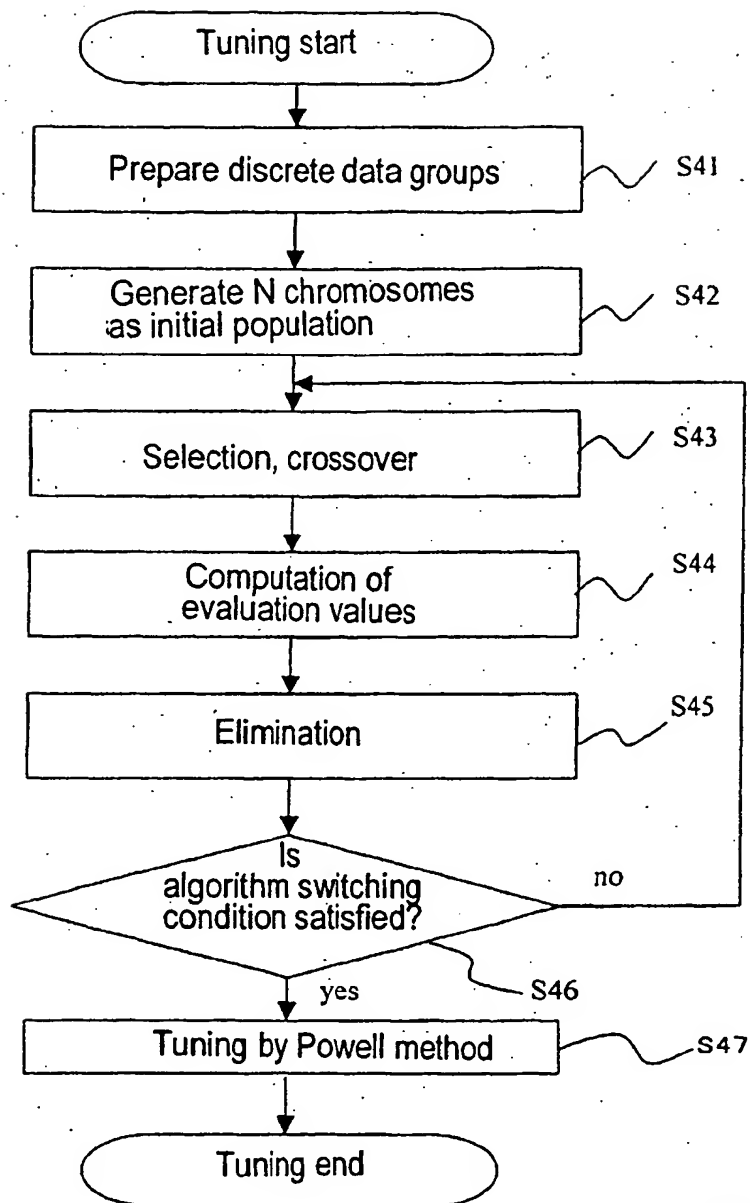 Tuning start
Prepare discrete data groups
S41
Generate N chromosomes
as initial population
S42
Selection, crossover
S43
Computation of
evaluation values
S44
Elimination
S45
Is
algorithm switching
condition satisfied?
no
S46
yes
Tuning by Powell method
S47
Tuning end